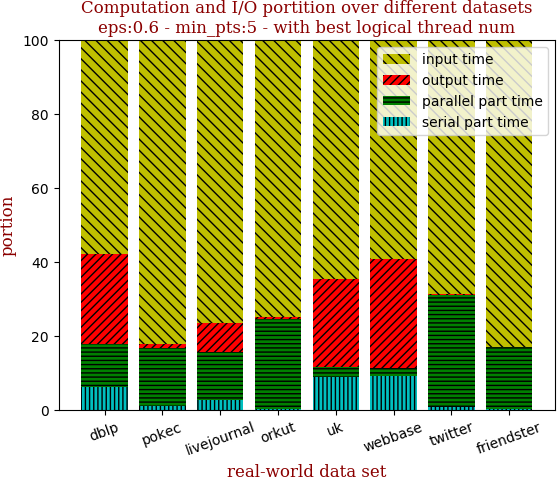 Computation and I/O portition over different datasets
eps:0.6 - min_pts:5 - with best logical thread num
input time
output time
parallel part time
serial part time
100
80
60
40
20
0
portion
dblp
pokec
livejournal
orkut
uk
webbase
twitter
friendster
real-world data set